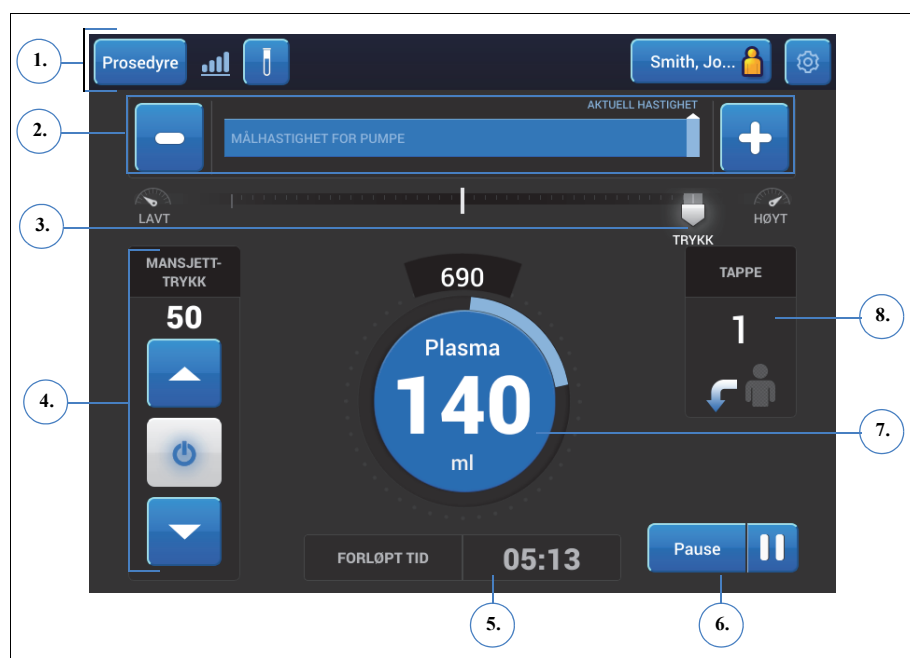 1.
Prosedyre
Smith, Jo...
2.
AKTUELL HASTIGHET
MÅLHASTIGHET FOR PUMPE
3.
LAVT
HØYT
TRYKK
MANSJETT-
TRYKK
50
690
TAPPE
1
8.
Plasma
140
ml
4.
7.
FORLØPT TID
05:13
Pause
5.
6.